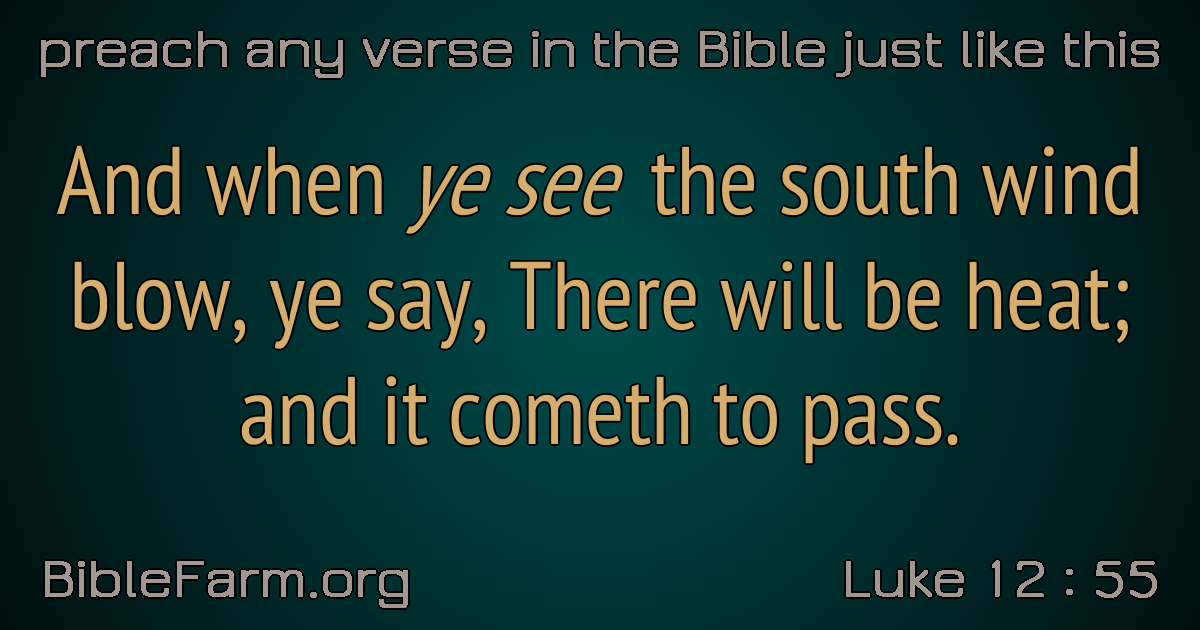 preach any verse in the Bible just like this
And when ye see the south wind
blow, ye say, There will be heat;
and it cometh to pass.
BibleFarm.org
Luke 12 : 55